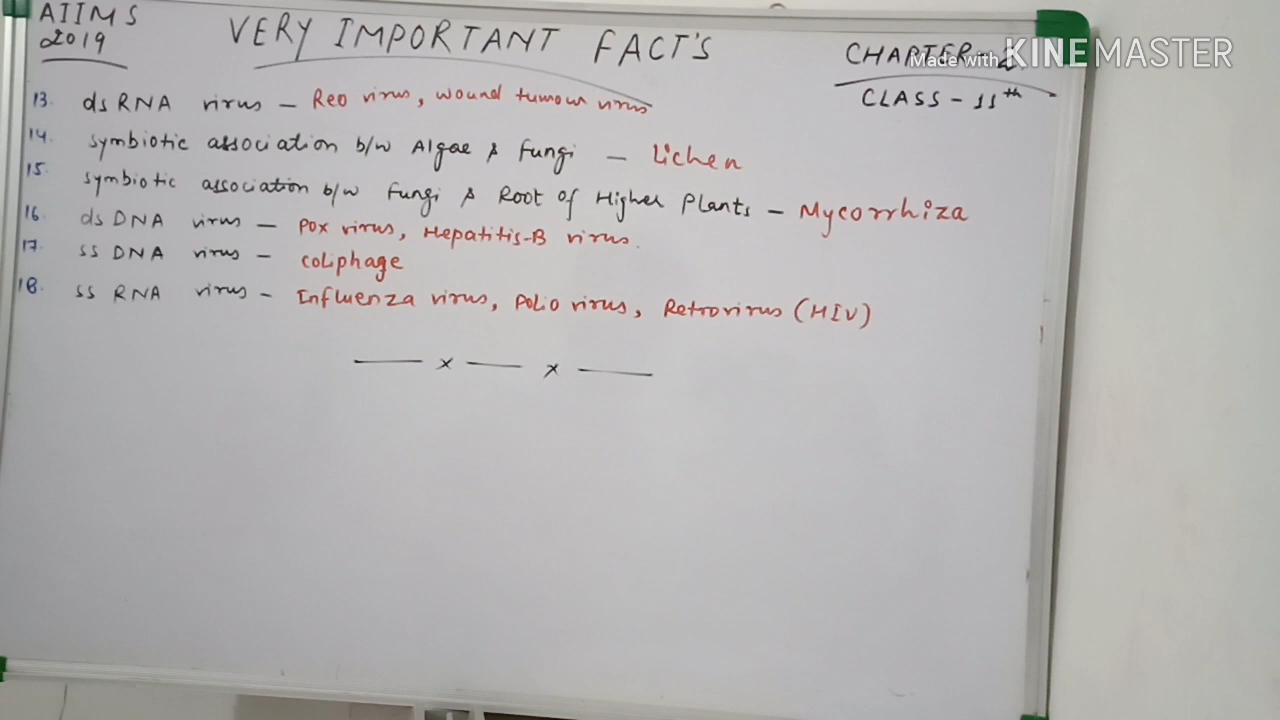 AIIMS
2019
VERY IMPORTANT FACT'S
CHAPTER-2
Made with KINEMASTER
CLASS - 11th
13. ds RNA virus - Reo virus, wound tumour virus
14. symbiotic association b/w Algae & fungi - Lichen
15. symbiotic association b/w fungi & Root of Higher Plants - Mycorrhiza
16. ds DNA virus - Pox virus, Hepatitis-B virus.
17. ss DNA virus - coliphage
18. ss RNA virus - Influenza virus, Polio virus, Retrovirus (HIV)
— x — x —